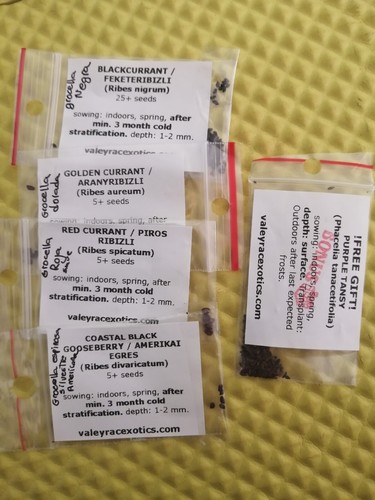 BLACKCURRANT /
FEKETERIBIZLI
(Ribes nigrum)
25+ seeds
sowing: indoors, spring, after
min. 3 month cold
stratification. depth: 1-2 mm.
valeyracexotics.com
grocella
Negra
GOLDEN CURRANT /
ARANYRIBIZLI
(Ribes aureum)
5+ seeds
sowing: indoors, spring, after
grocella
dorada
RED CURRANT / PIROS
RIBIZLI
(Ribes spicatum)
5+ seeds
sowing: indoors, spring, after
min. 3 month cold
stratification. depth: 1-2 mm.
Grocella
Roja
COASTAL BLACK
GOOSEBERRY / AMERIKAI
EGRES
(Ribes divaricatum)
5+ seeds
sowing: indoors, spring, after
min. 3 month cold
stratification. depth: 1-2 mm.
valeyracexotics.com
Silvestre
Americana
!FREE GIFT!
PURPLE TANSY
(Phacelia tanacetifolia)
sowing: indoors, spring,
depth: surface. Transplant:
Outdoors after last expected
frosts.
valeyracexotics.com